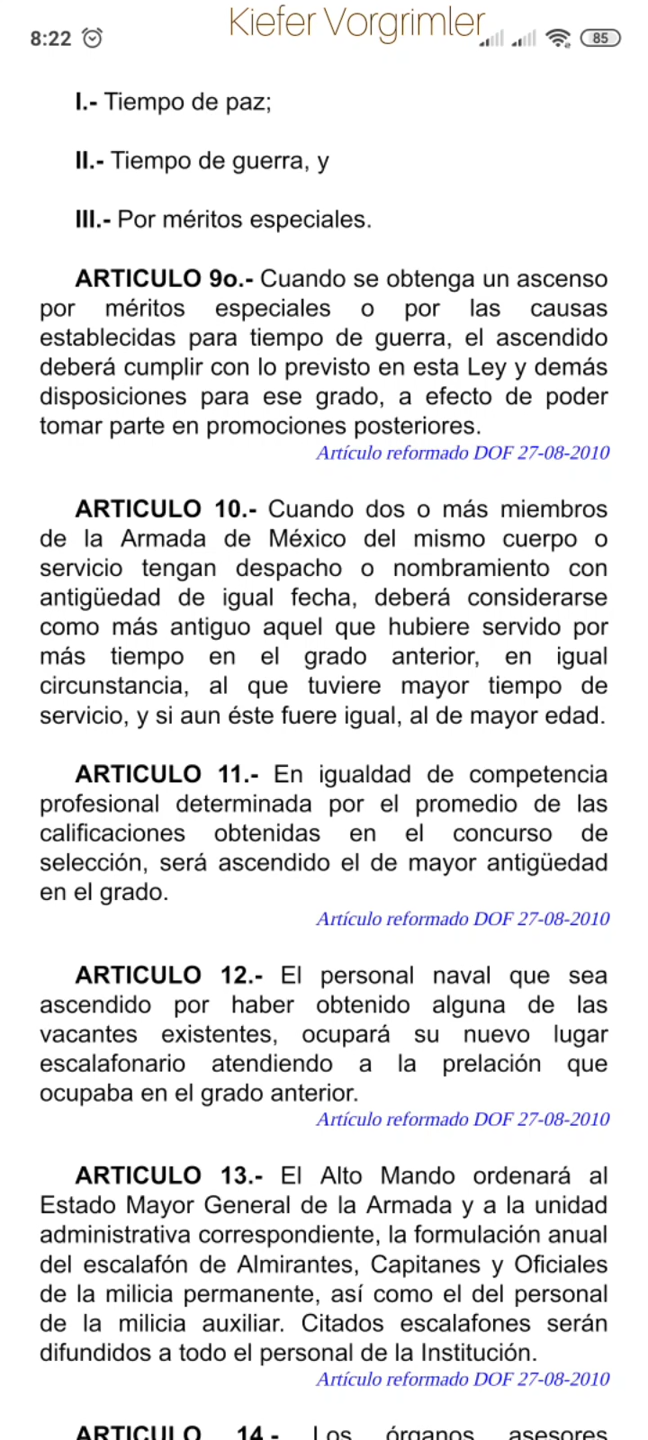 Kiefer Vorgrimler
8:22
85
I.- Tiempo de paz;
II.- Tiempo de guerra, y
III.- Por méritos especiales.
ARTICULO 9o.- Cuando se obtenga un ascenso
por méritos especiales o por las causas
establecidas para tiempo de guerra, el ascendido
deberá cumplir con lo previsto en esta Ley y demás
disposiciones para ese grado, a efecto de poder
tomar parte en promociones posteriores.
Artículo reformado DOF 27-08-2010
ARTICULO 10.- Cuando dos o más miembros
de la Armada de México del mismo cuerpo o
servicio tengan despacho o nombramiento con
antigüedad de igual fecha, deberá considerarse
como más antiguo aquel que hubiere servido por
más tiempo en el grado anterior, en igual
circunstancia, al que tuviere mayor tiempo de
servicio, y si aun éste fuere igual, al de mayor edad.
ARTICULO 11.- En igualdad de competencia
profesional determinada por el promedio de las
calificaciones obtenidas en el concurso de
selección, será ascendido el de mayor antigüedad
en el grado.
Artículo reformado DOF 27-08-2010
ARTICULO 12.- El personal naval que sea
ascendido por haber obtenido alguna de las
vacantes existentes, ocupará su nuevo lugar
escalafonario atendiendo a la prelación que
ocupaba en el grado anterior.
Artículo reformado DOF 27-08-2010
ARTICULO 13.- El Alto Mando ordenará al
Estado Mayor General de la Armada y a la unidad
administrativa correspondiente, la formulación anual
del escalafón de Almirantes, Capitanes y Oficiales
de la milicia permanente, así como el del personal
de la milicia auxiliar. Citados escalafones serán
difundidos a todo el personal de la Institución.
Artículo reformado DOF 27-08-2010
ARTICULO 14.- Los órganos asesores